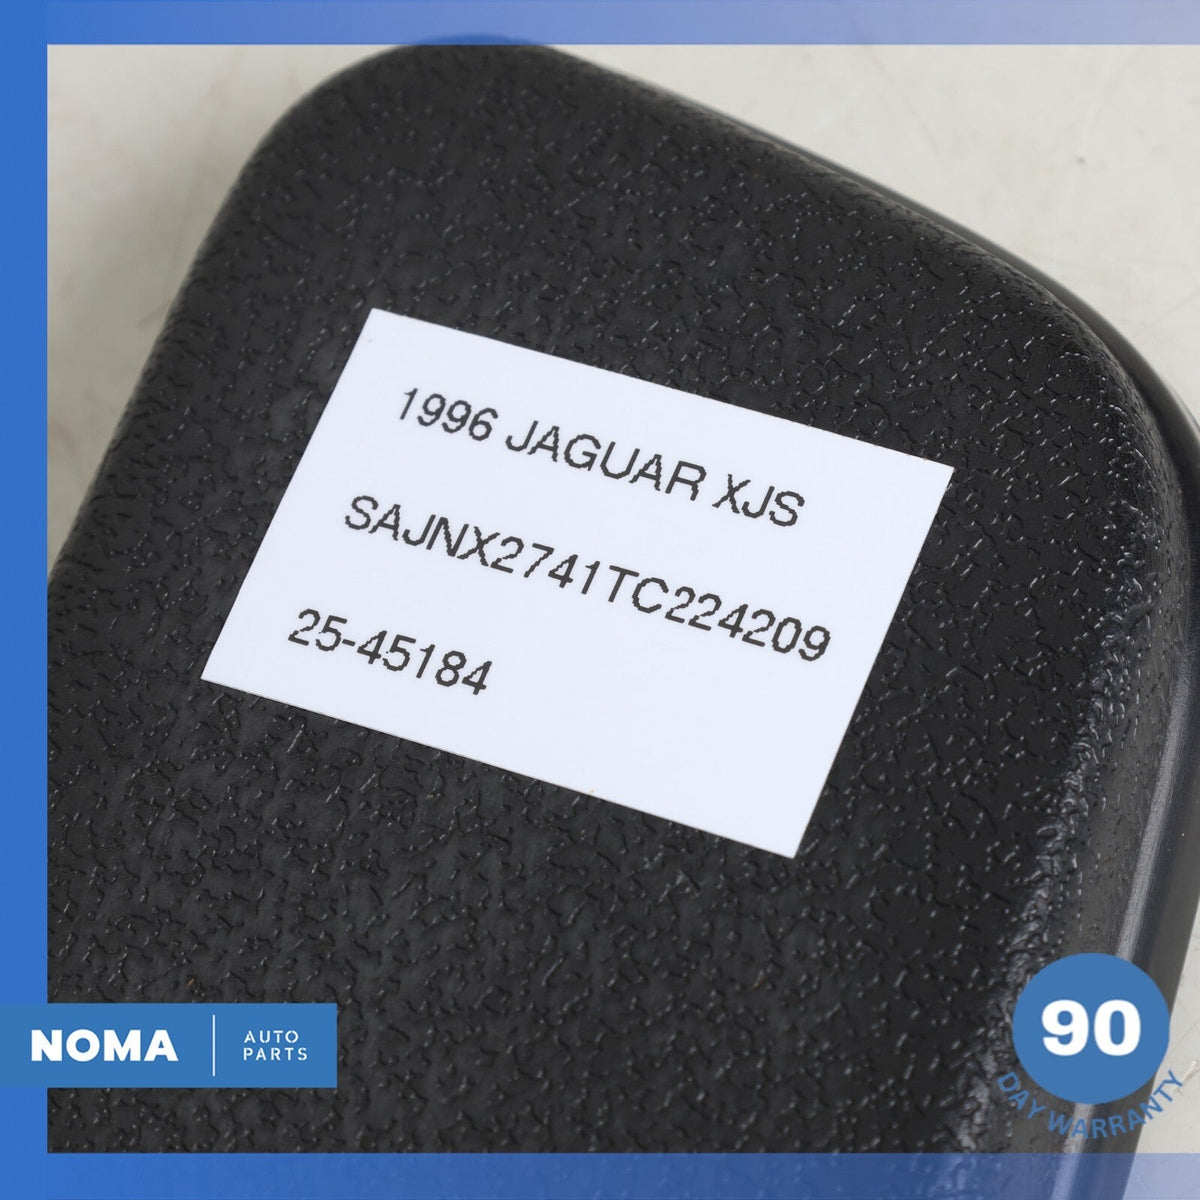 1996 JAGUAR XJS
SAJNX2741TC224209
25-45184
NOMA
AUTO
PARTS
90
DAY WARRANTY